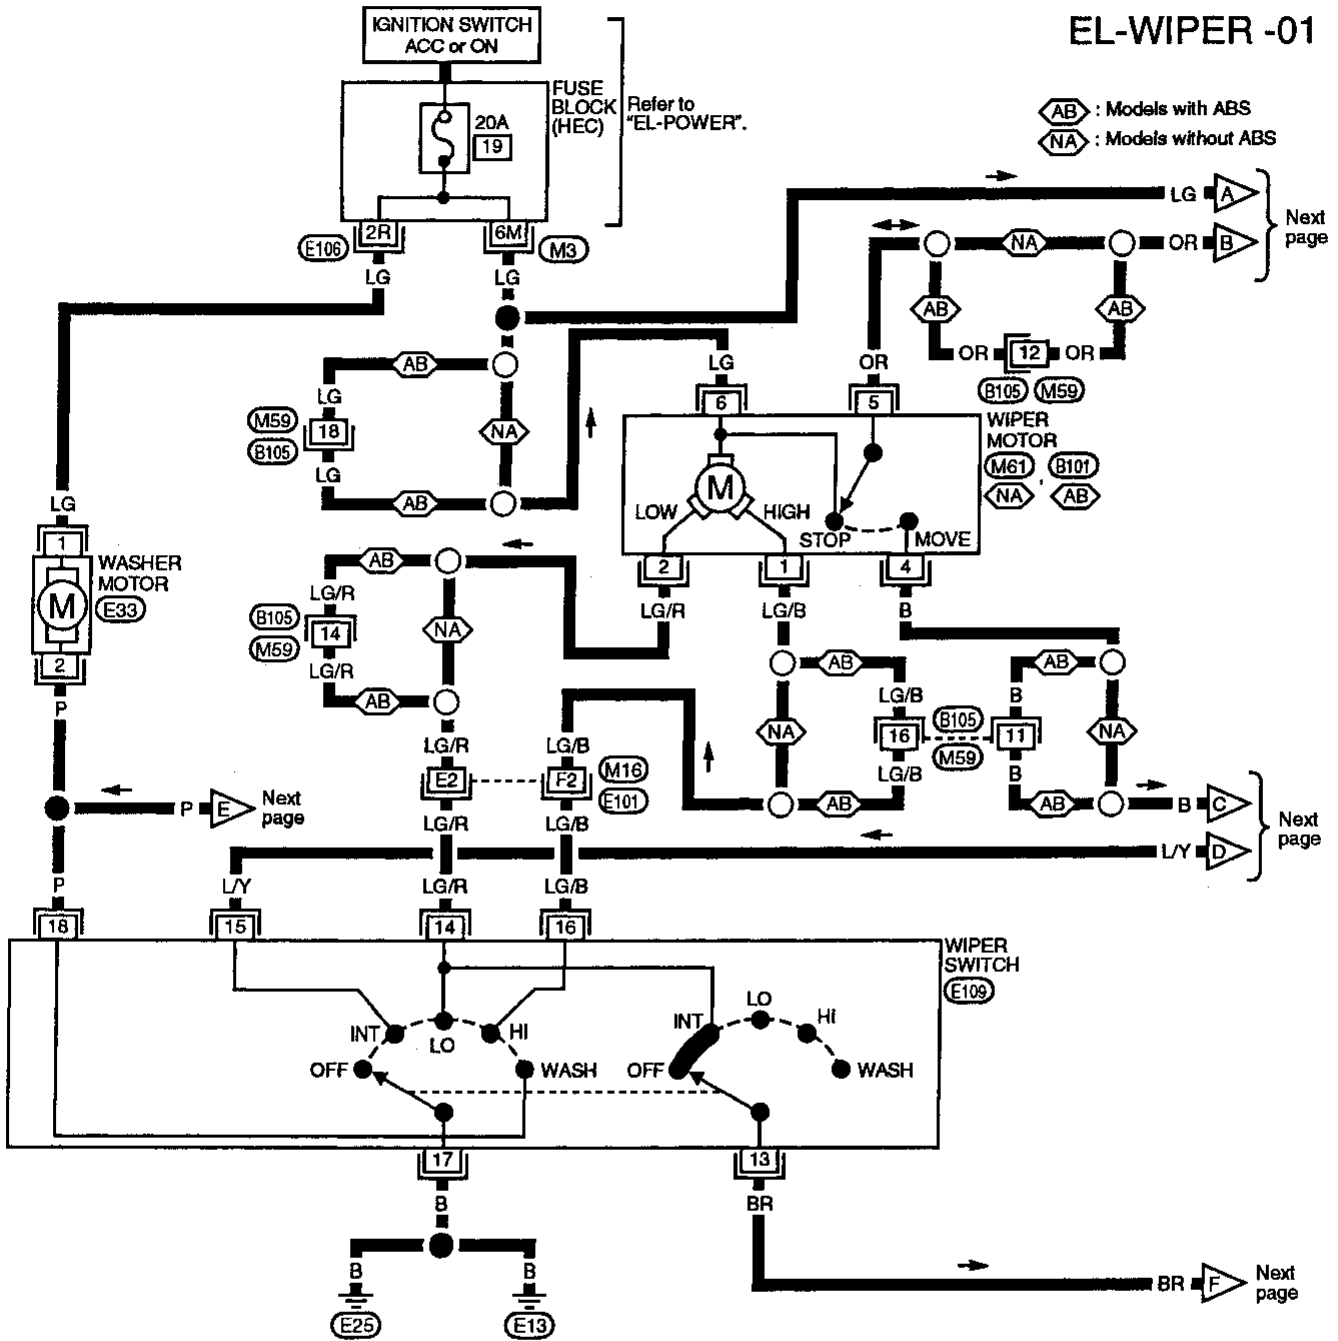 EL-WIPER -01
IGNITION SWITCH
ACC or ON
FUSE
BLOCK
(HEC)
Refer to
"EL-POWER".
20A
19
AB : Models with ABS
NA : Models without ABS
2R
6M
E106
M3
LG
LG
LG
A
OR
B
Next
page
NA
AB
AB
OR
12
OR
B105
M59
AB
LG
M59
18
B105
LG
NA
AB
LG
6
OR
5
WIPER
MOTOR
M61
,
B101
NA
AB
M
LOW
HIGH
STOP
MOVE
2
1
4
LG/R
LG/B
B
LG
1
WASHER
MOTOR
M
E33
2
P
AB
LG/R
B105
14
M59
LG/R
NA
AB
AB
LG/B
NA
16
LG/B
AB
B105
M59
AB
B
11
B
NA
AB
LG/R
LG/B
E2
F2
M16
E101
LG/R
LG/B
B
C
L/Y
D
Next
page
P
E
Next
page
P
L/Y
LG/R
LG/B
18
15
14
16
WIPER
SWITCH
E109
OFF
INT
LO
HI
WASH
OFF
INT
LO
HI
WASH
17
13
B
BR
B
B
E25
E13
BR
F
Next
page